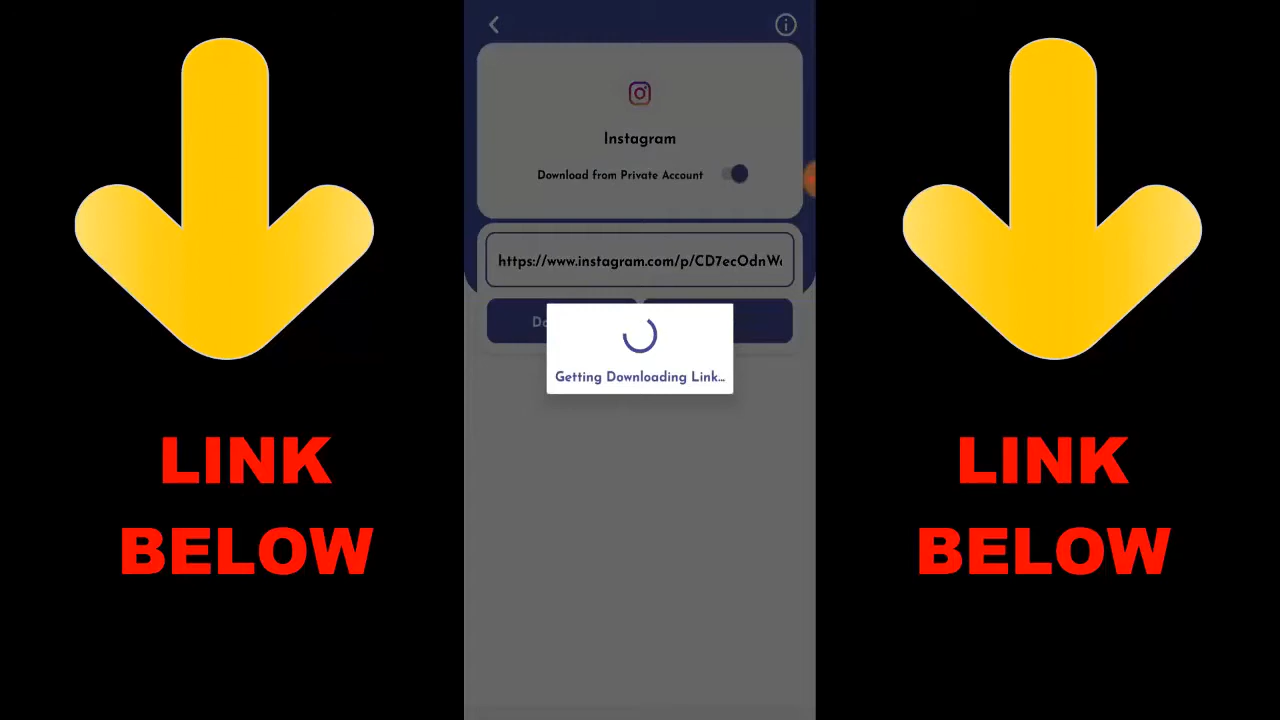 Instagram
Download from Private Account
https://www.instagram.com/p/CD7ecOdnW
Getting Downloading Link...
LINK
BELOW
LINK
BELOW